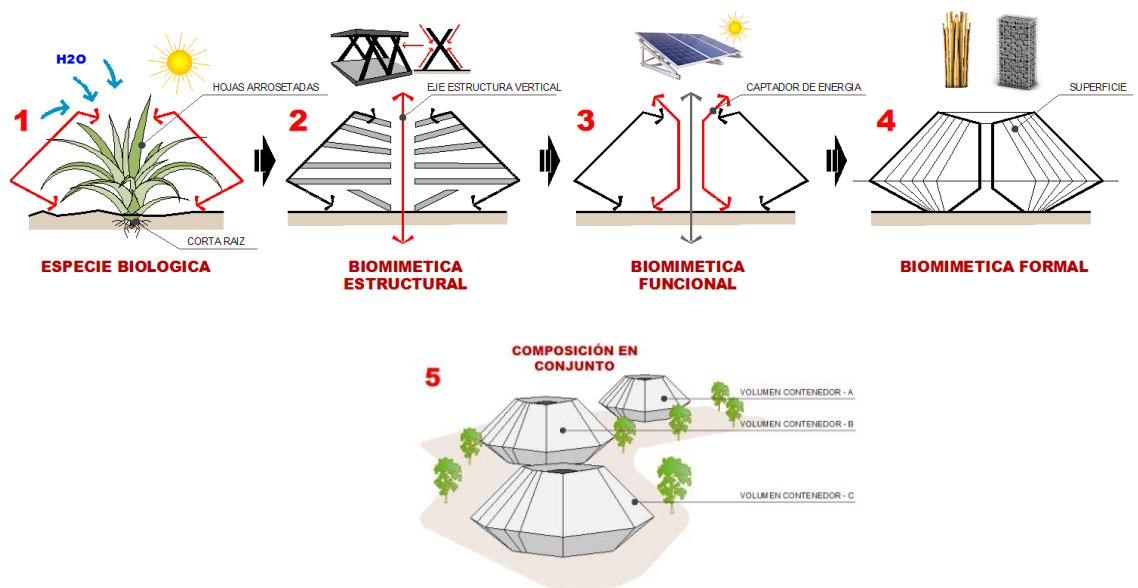 1
H2O
HOJAS ARROSETADAS
CORTA RAIZ
ESPECIE BIOLOGICA
2
EJE ESTRUCTURA VERTICAL
BIOMIMETICA
ESTRUCTURAL
3
CAPTADOR DE ENERGIA
BIOMIMETICA
FUNCIONAL
4
SUPERFICIE
BIOMIMETICA FORMAL
5
COMPOSICIÓN EN
CONJUNTO
VOLUMEN CONTENEDOR - A
VOLUMEN CONTENEDOR - B
VOLUMEN CONTENEDOR - C